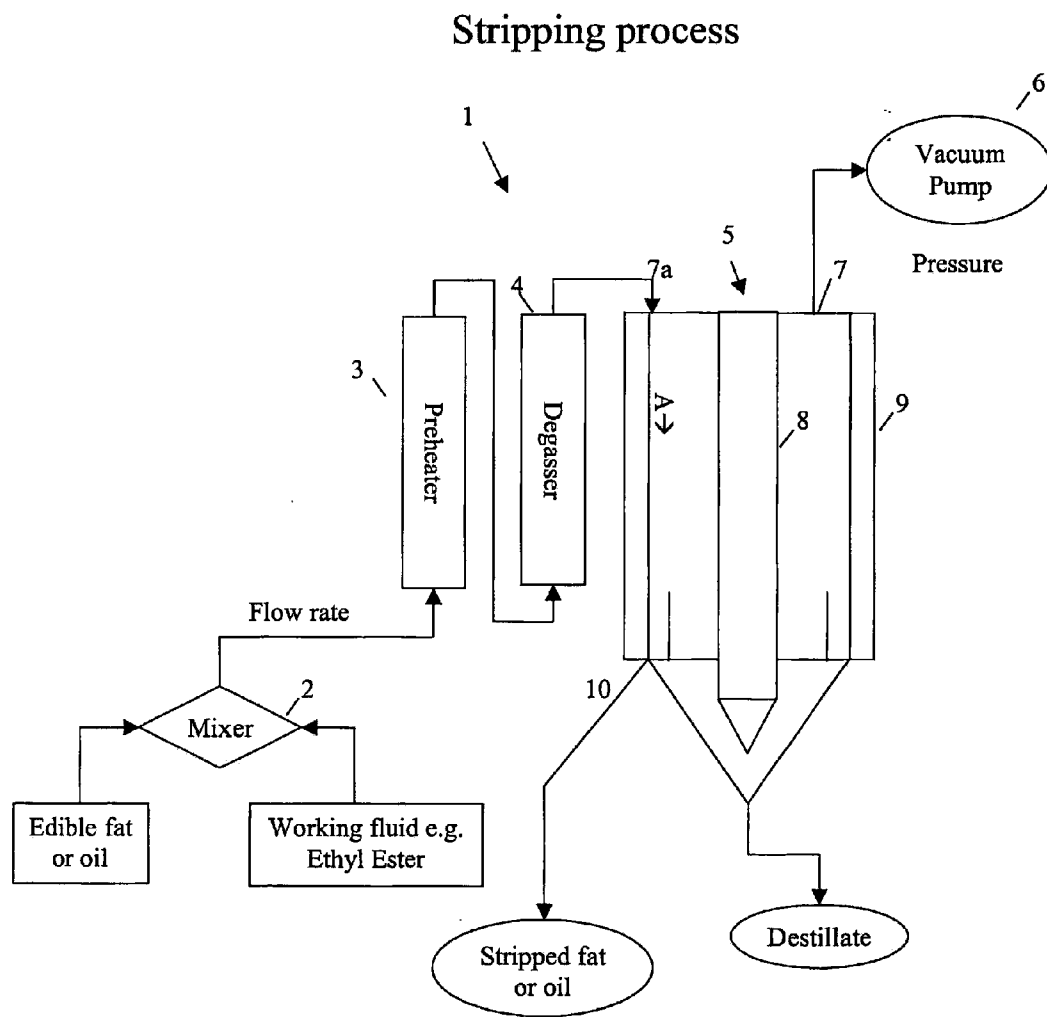 Stripping process
6
1
Vacuum
Pump
5
Pressure
7a
7
4
3
Preheater
Degasser
A
8
9
Flow rate
10
2
Mixer
Edible fat
or oil
Working fluid e.g.
Ethyl Ester
Stripped fat
or oil
Destillate